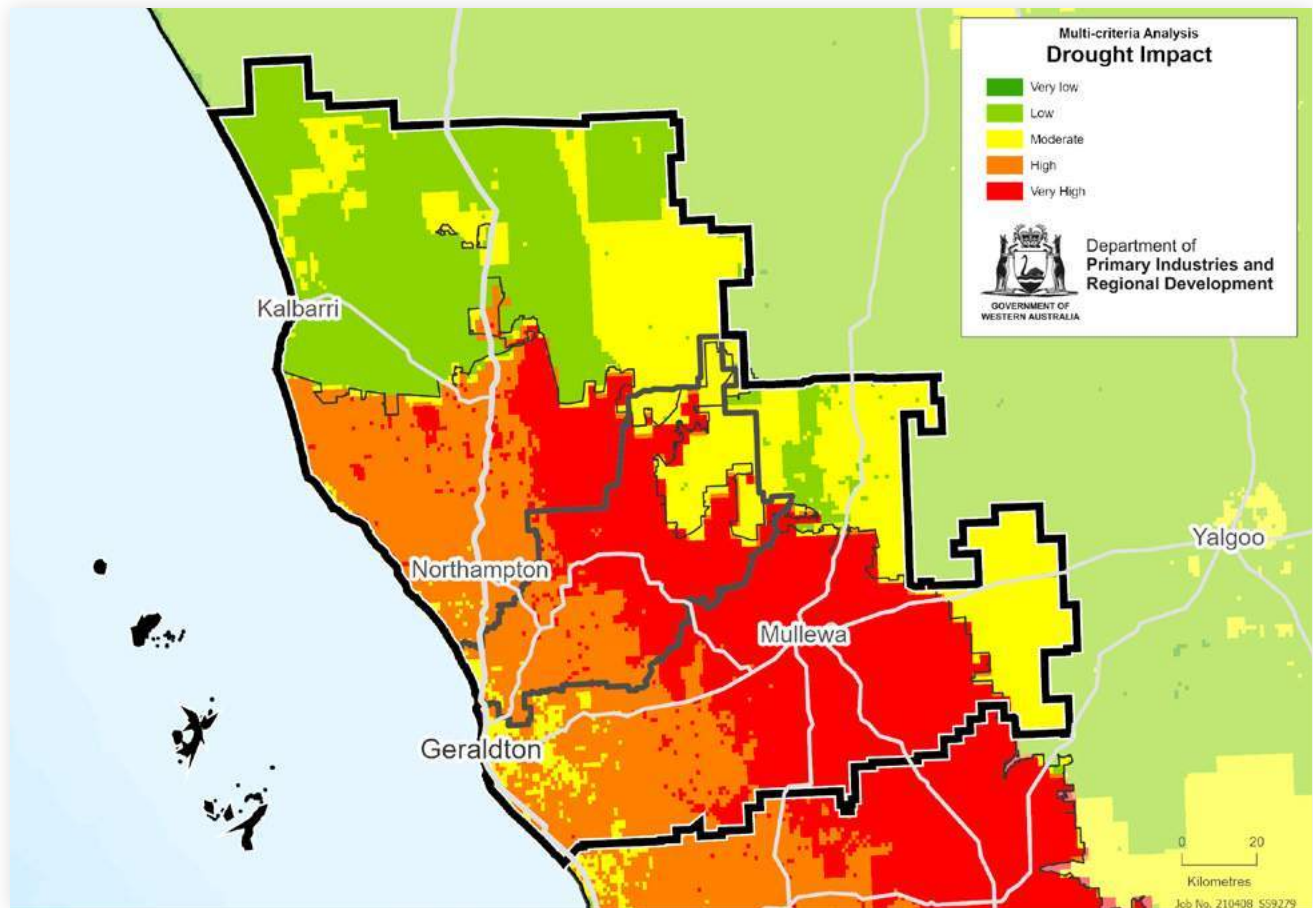 Multi-criteria Analysis
Drought Impact
Very low
Low
Moderate
High
Very High
Department of
Primary Industries and
Regional Development
GOVERNMENT OF
WESTERN AUSTRALIA
Kalbarri
Northampton
Yalgoo
Mullewa
Geraldton
0 20
Kilometres
Job No. 210408_S59279